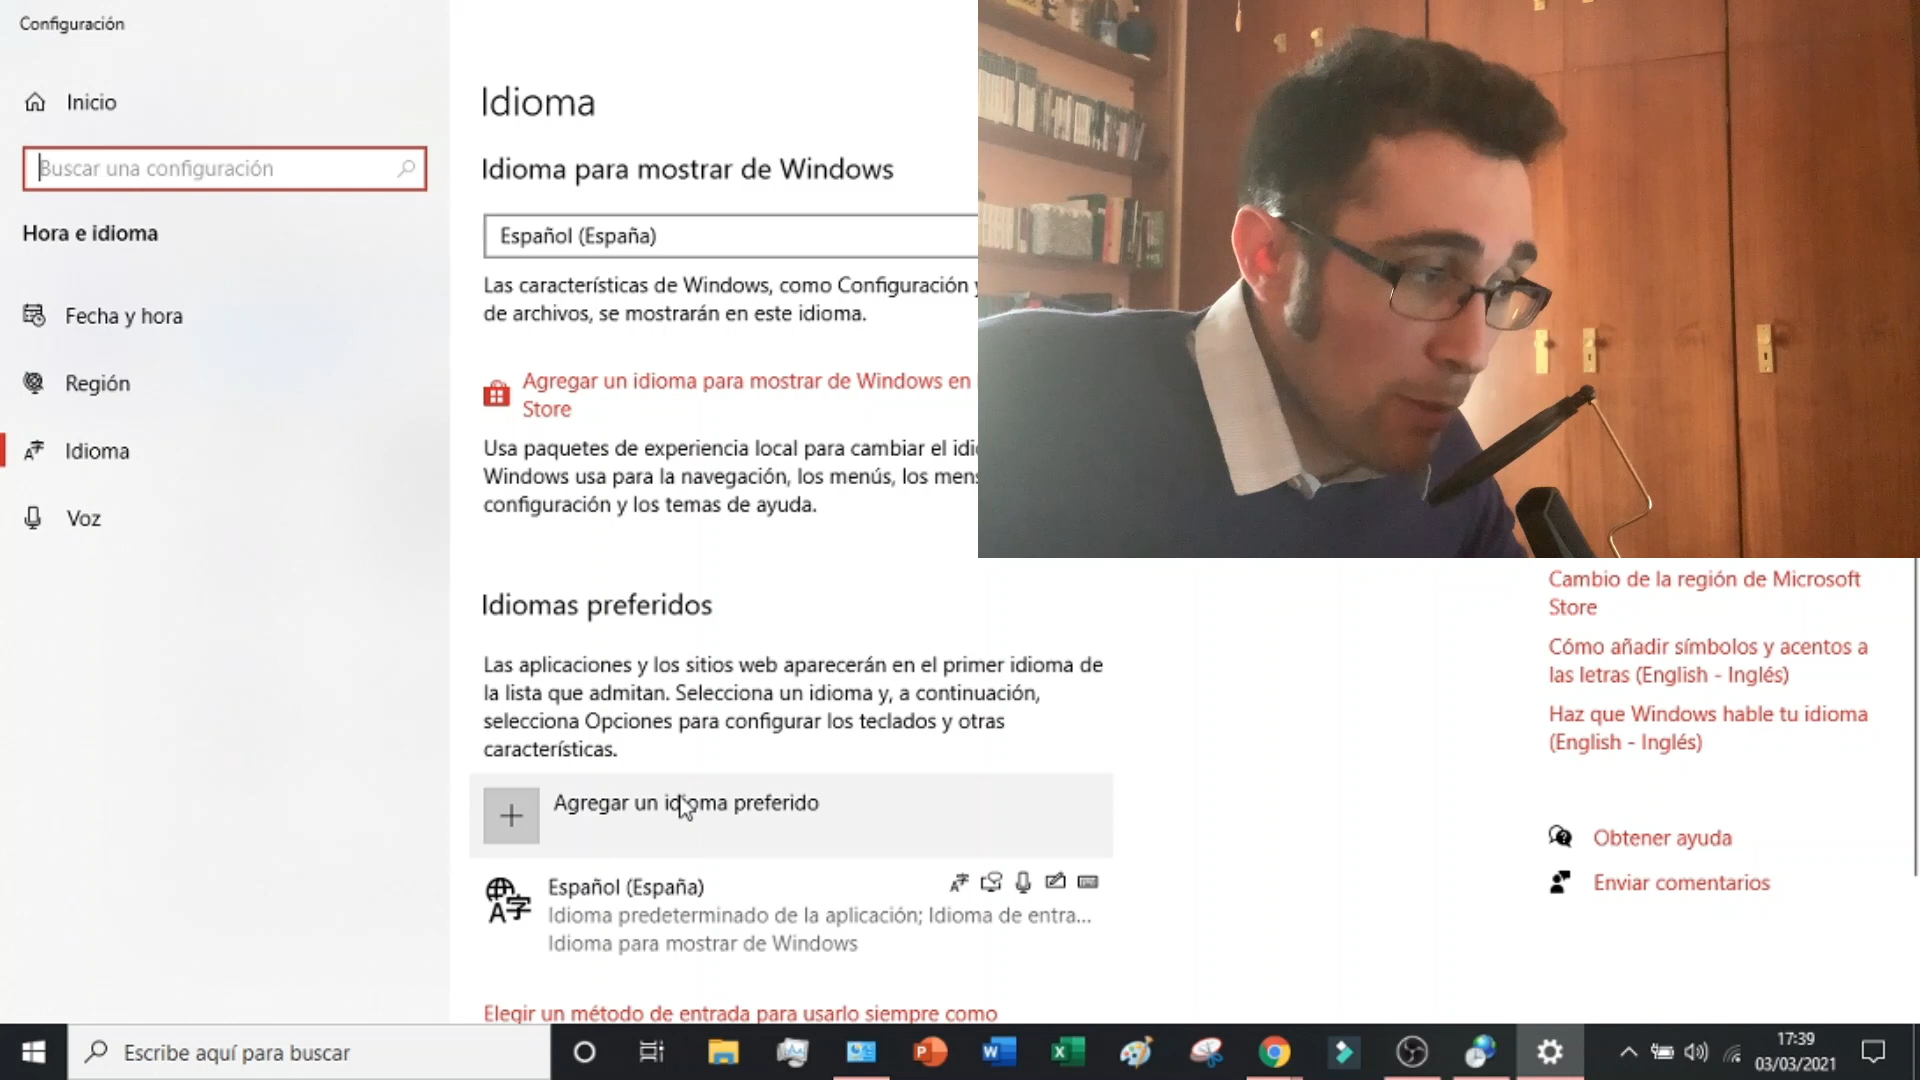 Configuración
Inicio
Buscar una configuración
Hora e idioma
Fecha y hora
Región
Idioma
Voz
Idioma
Idioma para mostrar de Windows
Español (España)
Las características de Windows, como Configuración
de archivos, se mostrarán en este idioma.
Agregar un idioma para mostrar de Windows en
Store
Usa paquetes de experiencia local para cambiar el
Windows usa para la navegación, los menús, los
configuración y los temas de ayuda.
Idiomas preferidos
Las aplicaciones y los sitios web aparecerán en el primer idioma de
la lista que admitan. Selecciona un idioma y, a continuación,
selecciona Opciones para configurar los teclados y otras
características.
Agregar un idioma preferido
Español (España)
Idioma predeterminado de la aplicación; Idioma de entra...
Idioma para mostrar de Windows
Elegir un método de entrada para usarlo siempre como
Cambio de la región de Microsoft
Store
Cómo añadir símbolos y acentos a
las letras (English - Inglés)
Haz que Windows hable tu idioma
(English - Inglés)
Obtener ayuda
Enviar comentarios
Escribe aquí para buscar
17:39
03/03/2021